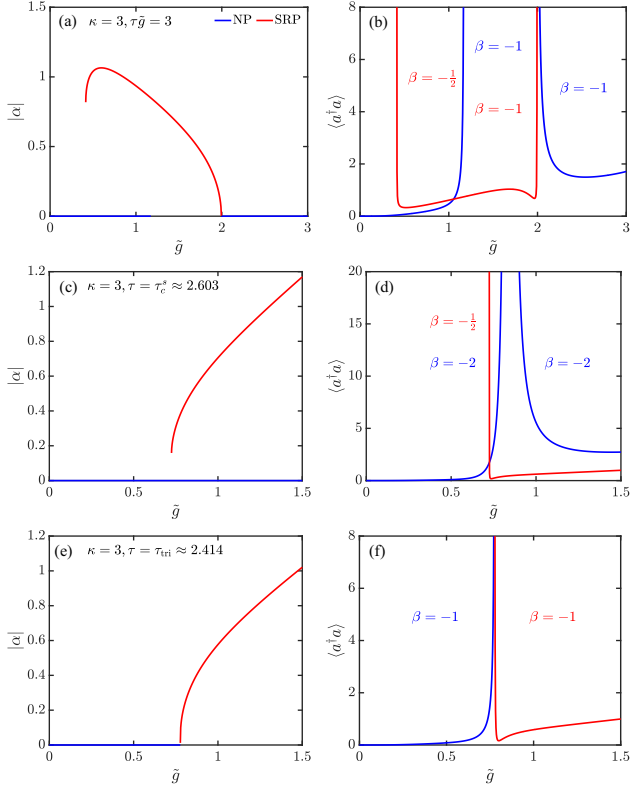 (a) κ = 3, τg̃ = 3 NP SRP
1.5
1
0.5
0
|α|
0 1 2 3
g̃
(b)
8
6
4
2
0
⟨a†a⟩
β = −1
β = −1/2
β = −1
β = −1
0 1 2 3
g̃
(c) κ = 3, τ = τ_c^s ≈ 2.603
1.2
1
0.8
0.6
0.4
0.2
0
|α|
0 0.5 1 1.5
g̃
(d)
20
15
10
5
0
⟨a†a⟩
β = −1/2
β = −2 β = −2
0 0.5 1 1.5
g̃
(e) κ = 3, τ = τ_tri ≈ 2.414
1.2
1
0.8
0.6
0.4
0.2
0
|α|
0 0.5 1 1.5
g̃
(f)
8
6
4
2
0
⟨a†a⟩
β = −1 β = −1
0 0.5 1 1.5
g̃